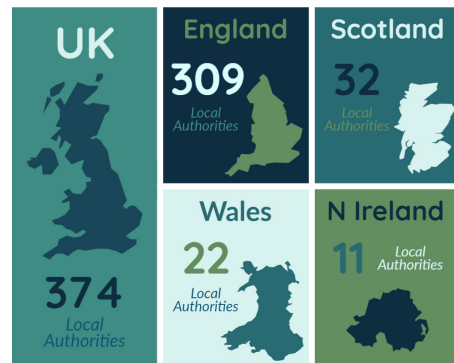 UK
374
Local
Authorities
England
309
Local
Authorities
Scotland
32
Local
Authorities
Wales
22
Local
Authorities
N Ireland
11
Local
Authorities